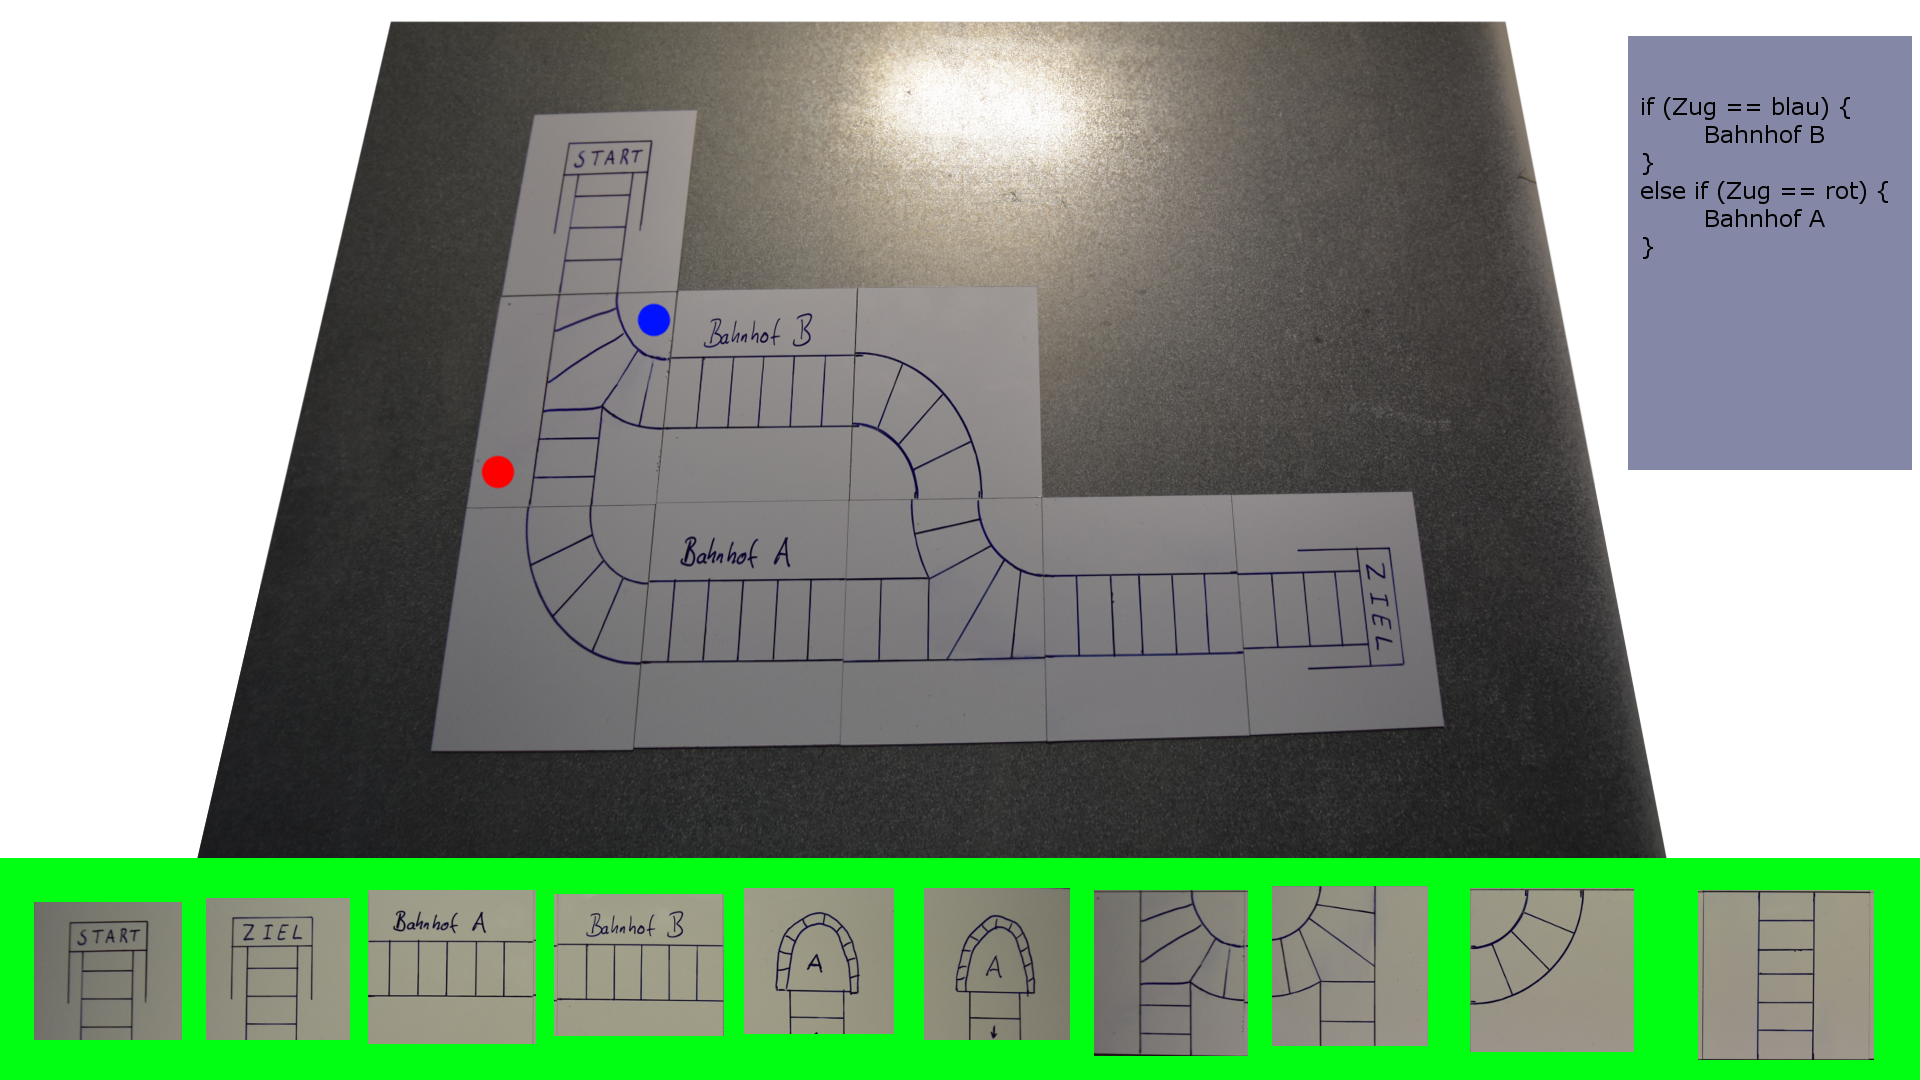 START
Bahnhof B
Bahnhof A
ZIEL
if (Zug == blau) {
Bahnhof B
}
else if (Zug == rot) {
Bahnhof A
}
START
ZIEL
Bahnhof A
Bahnhof B
A
A